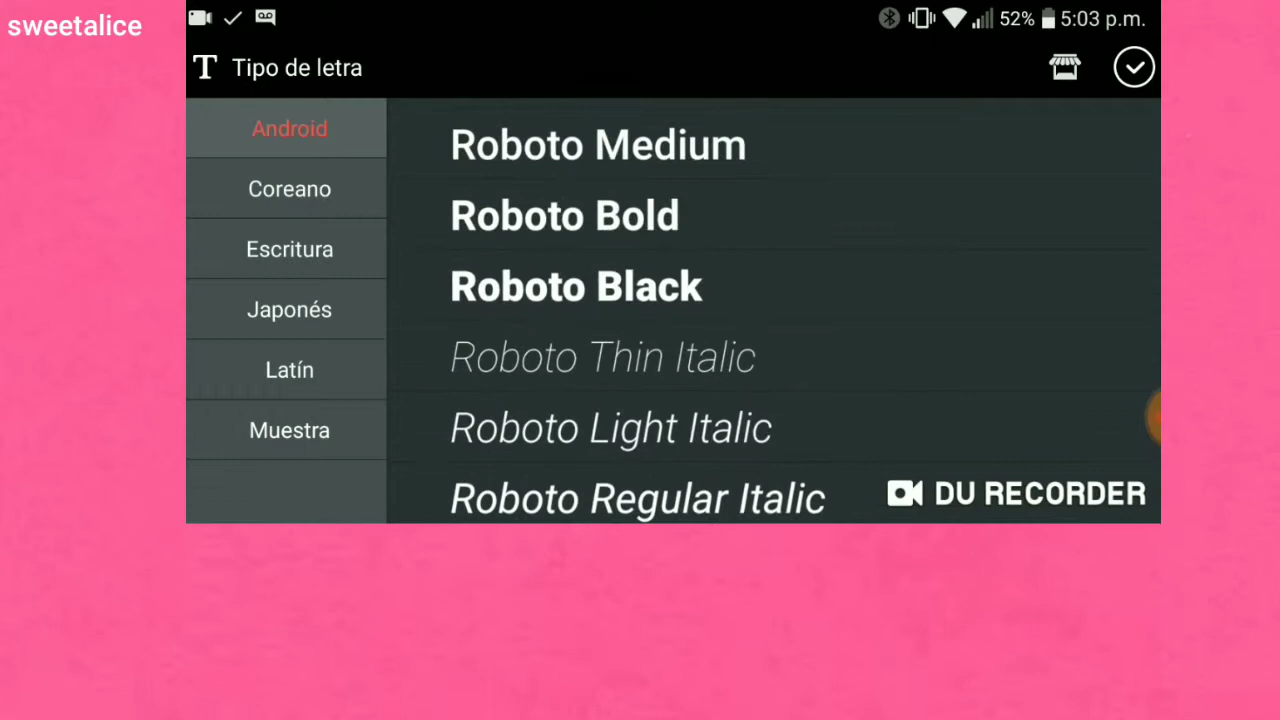 sweetalice
52% 5:03 p.m.
T Tipo de letra
Android
Coreano
Escritura
Japonés
Latín
Muestra
Roboto Medium
Roboto Bold
Roboto Black
Roboto Thin Italic
Roboto Light Italic
Roboto Regular Italic
DU RECORDER